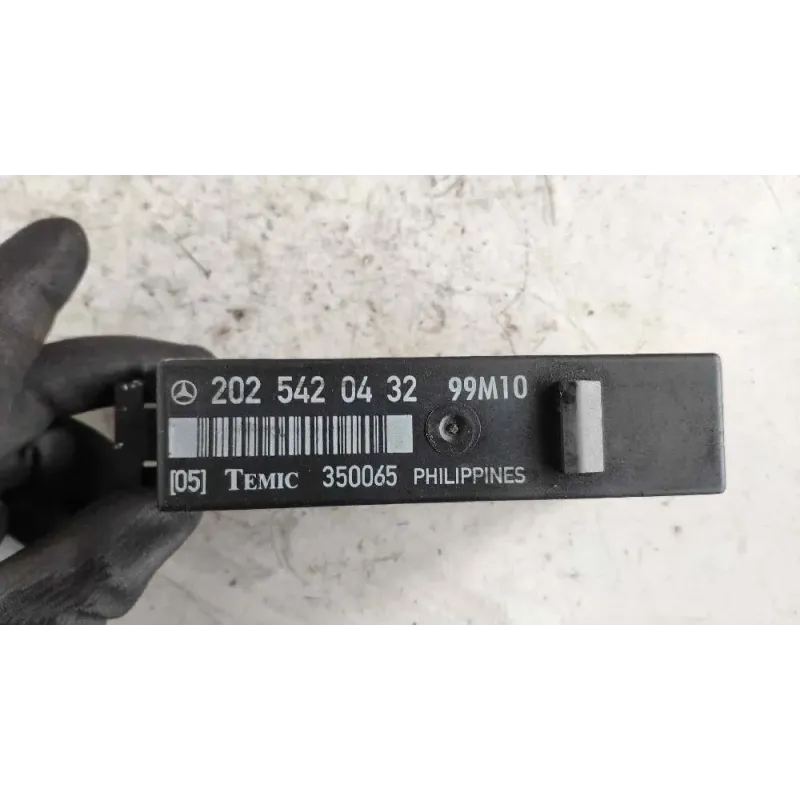 202 542 04 32 99M10
[05] TEMIC 350065 PHILIPPINES